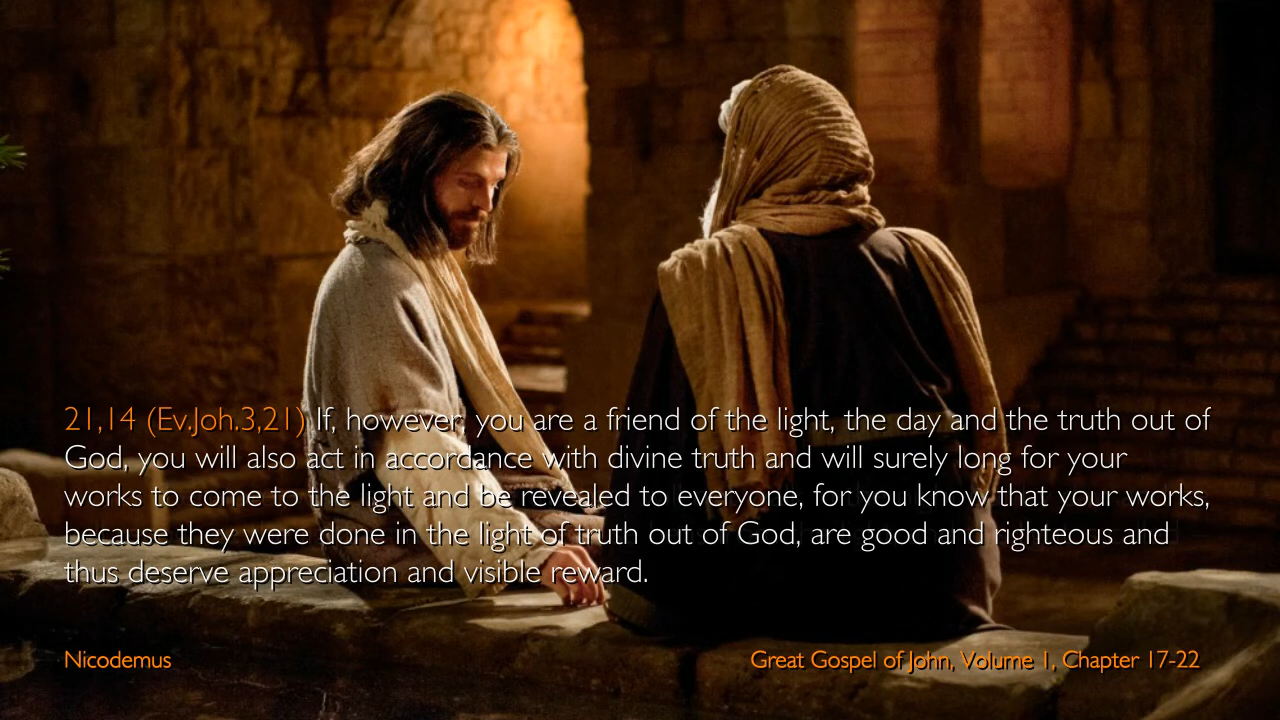 21,14 (Ev.Joh.3,21) If, however, you are a friend of the light, the day and the truth out of
God, you will also act in accordance with divine truth and will surely long for your
works to come to the light and be revealed to everyone, for you know that your works,
because they were done in the light of truth out of God, are good and righteous and
thus deserve appreciation and visible reward.
Nicodemus
Great Gospel of John, Volume 1, Chapter 17-22